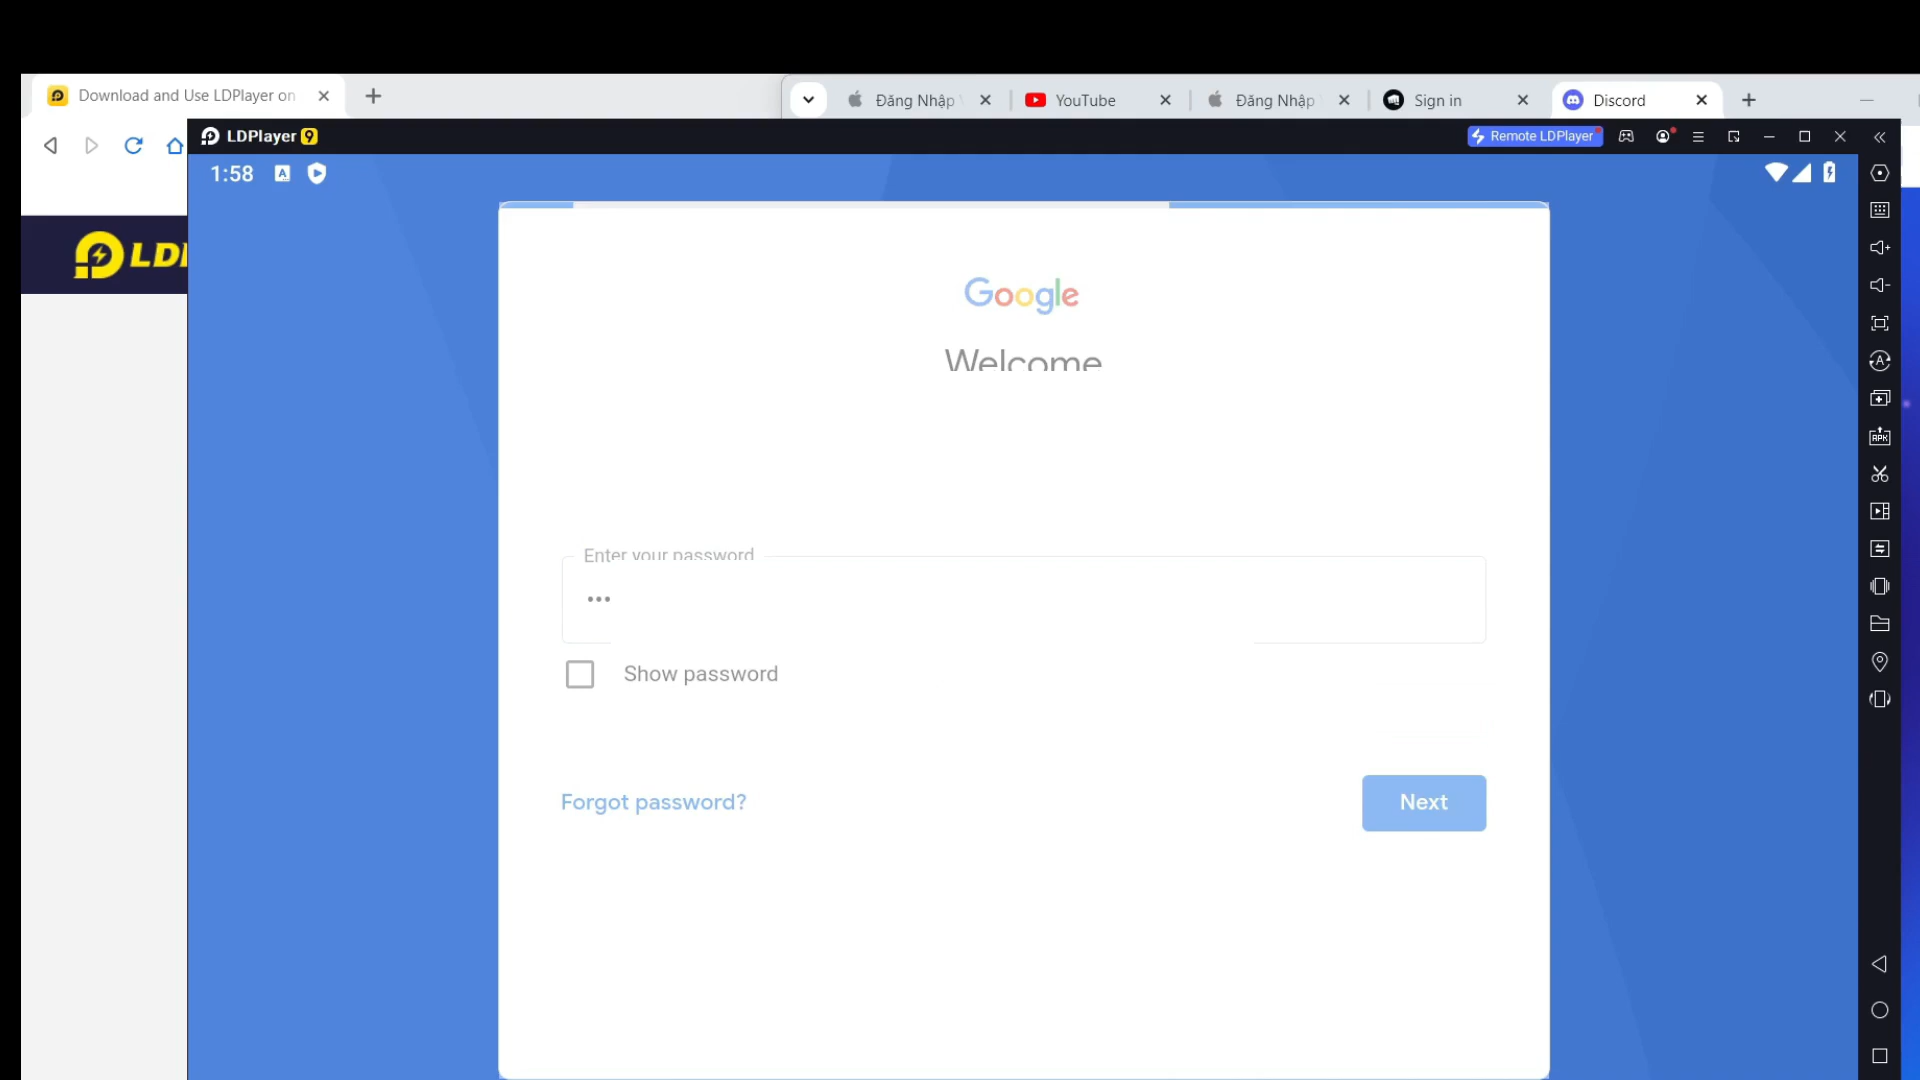 Download and Use LDPlayer on
Đăng Nhập
YouTube
Đăng Nhập
Sign in
Discord
LDPlayer 9
Remote LDPlayer
1:58
Google
Welcome
Enter your password
•••
Show password
Forgot password?
Next
APK